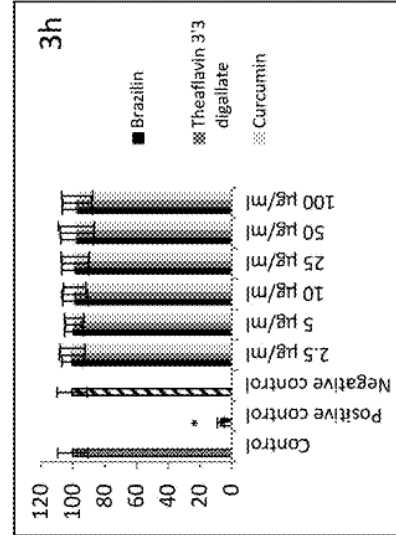 3h
120
100
80
60
40
20
0
*
Control
Positive control
Negative control
2.5 µg/ml
5 µg/ml
10 µg/ml
25 µg/ml
50 µg/ml
100 µg/ml
Brazilin
Theaflavin 3'3
digallate
Curcumin